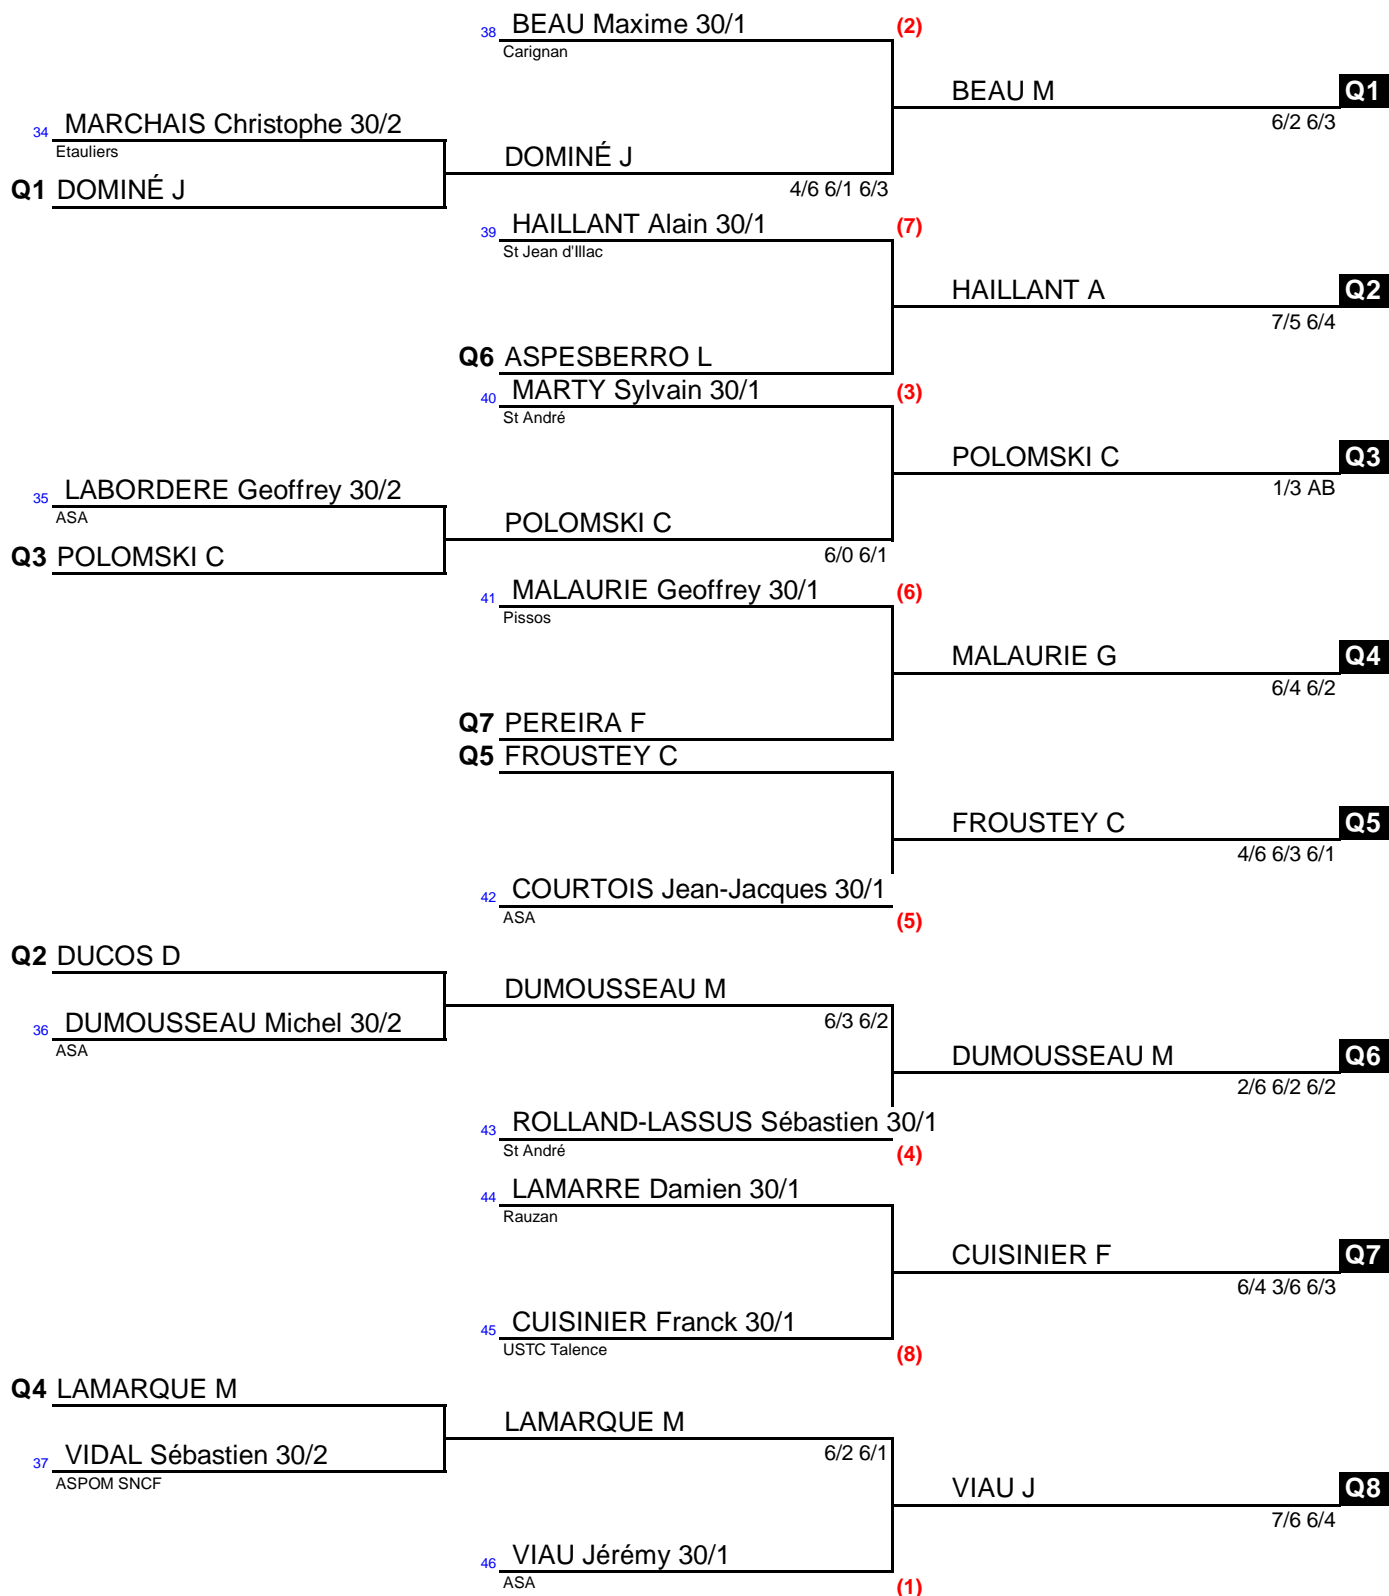 38 BEAU Maxime 30/1 (2)
Carignan
BEAU M Q1
6/2 6/3
34 MARCHAIS Christophe 30/2
Etauliers
DOMINÉ J
4/6 6/1 6/3
Q1 DOMINÉ J
39 HAILLANT Alain 30/1 (7)
St Jean d'Illac
HAILLANT A Q2
7/5 6/4
Q6 ASPESBERRO L
40 MARTY Sylvain 30/1 (3)
St André
POLOMSKI C Q3
1/3 AB
35 LABORDERE Geoffrey 30/2
ASA
POLOMSKI C
6/0 6/1
Q3 POLOMSKI C
41 MALAURIE Geoffrey 30/1 (6)
Pissos
MALAURIE G Q4
6/4 6/2
Q7 PEREIRA F
Q5 FROUSTEY C
FROUSTEY C Q5
4/6 6/3 6/1
42 COURTOIS Jean-Jacques 30/1
ASA (5)
Q2 DUCOS D
DUMOUSSEAU M
6/3 6/2
36 DUMOUSSEAU Michel 30/2
ASA
DUMOUSSEAU M Q6
2/6 6/2 6/2
43 ROLLAND-LASSUS Sébastien 30/1
St André (4)
44 LAMARRE Damien 30/1
Rauzan
CUISINIER F Q7
6/4 3/6 6/3
45 CUISINIER Franck 30/1
USTC Talence (8)
Q4 LAMARQUE M
LAMARQUE M
6/2 6/1
37 VIDAL Sébastien 30/2
ASPOM SNCF
VIAU J Q8
7/6 6/4
46 VIAU Jérémy 30/1
ASA (1)